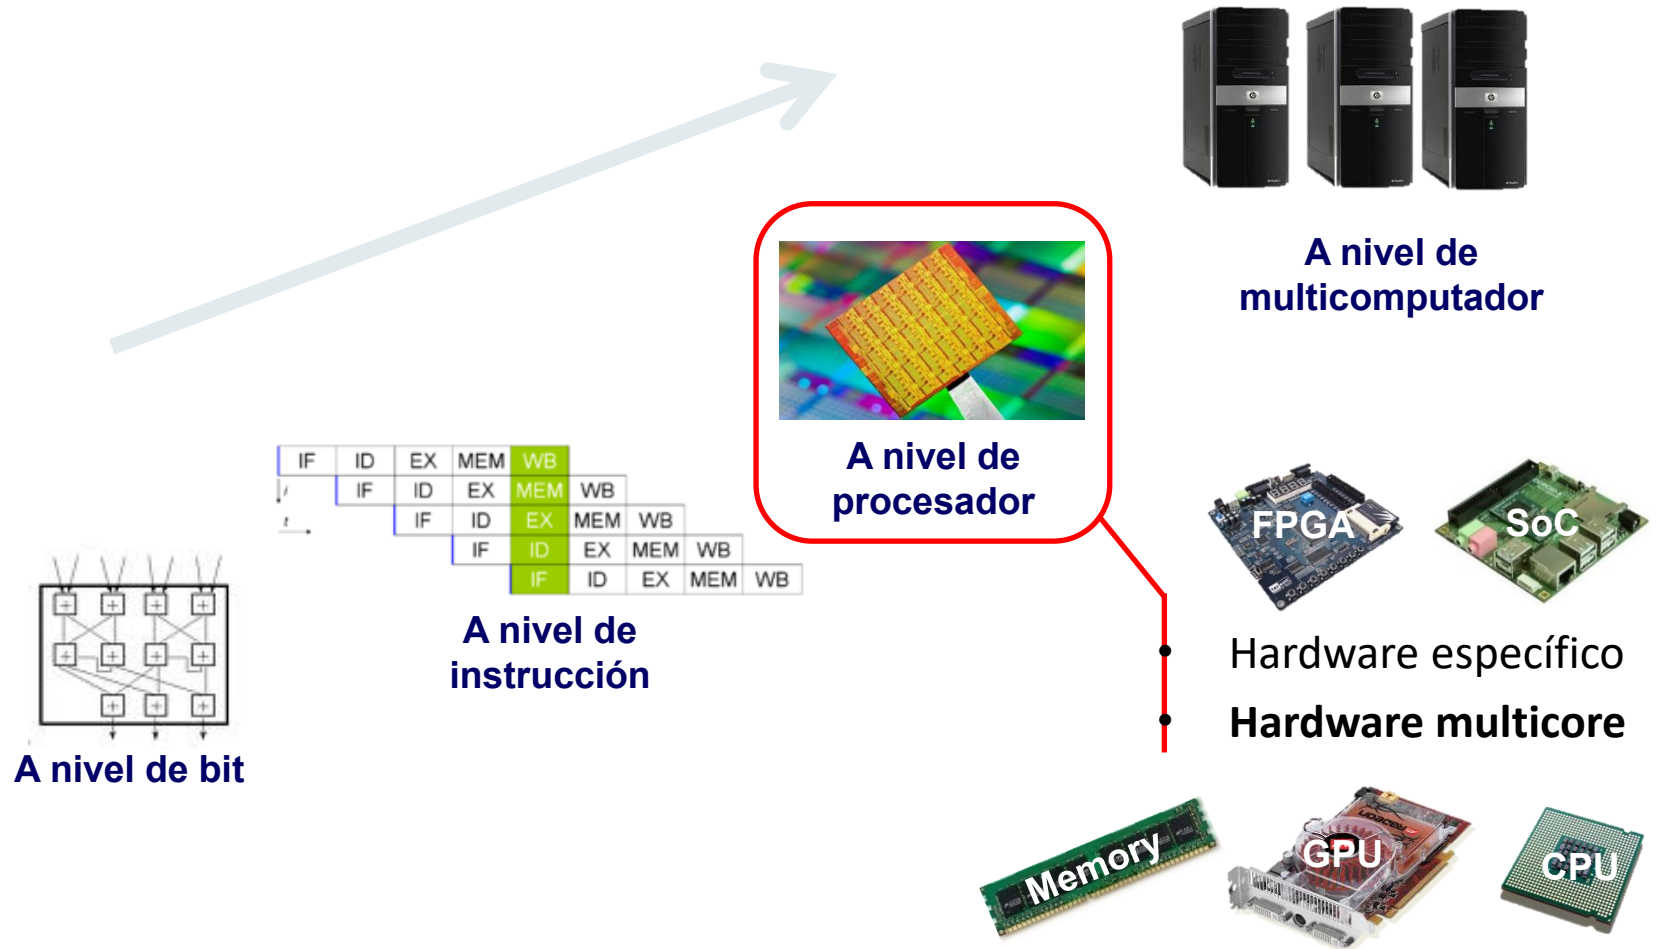 A nivel de
multicomputador
A nivel de
procesador
IF ID EX MEM WB
i IF ID EX MEM WB
t IF ID EX MEM WB
IF ID EX MEM WB
IF ID EX MEM WB
A nivel de
instrucción
+ + + +
+ + + +
+ + +
A nivel de bit
FPGA
SoC
• Hardware específico
• Hardware multicore
Memory
GPU
RADEON
CPU